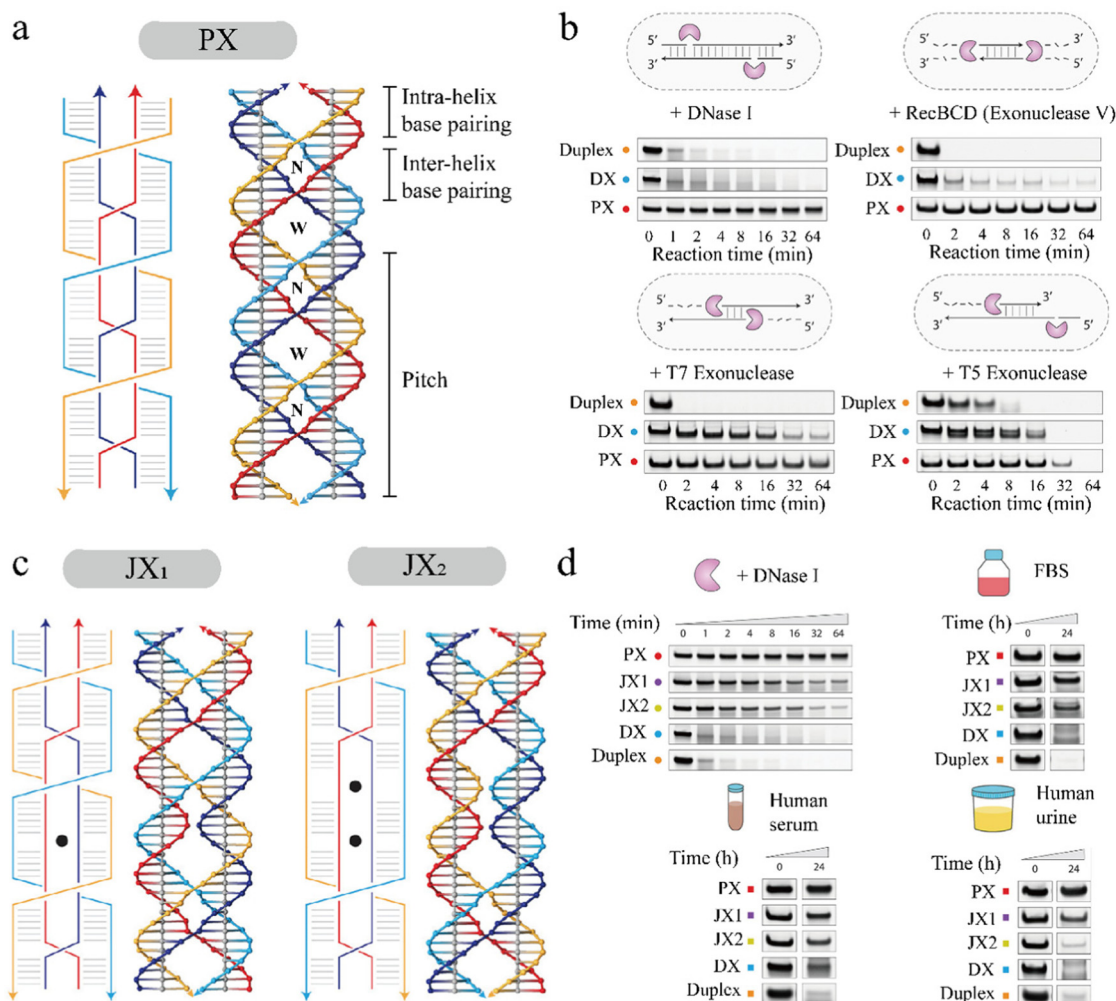 a
PX
Intra-helix
base pairing
Inter-helix
base pairing
N
W
N
W
N
Pitch
b
5′ 3′
3′ 5′
+ DNase I
Duplex
DX
PX
0 1 2 4 8 16 32 64
Reaction time (min)
5′ 3′
3′ 5′
+ RecBCD (Exonuclease V)
Duplex
DX
PX
0 2 4 8 16 32 64
Reaction time (min)
5′ 3′
3′ 5′
+ T7 Exonuclease
Duplex
DX
PX
0 2 4 8 16 32 64
Reaction time (min)
5′ 3′
3′ 5′
+ T5 Exonuclease
Duplex
DX
PX
0 2 4 8 16 32 64
Reaction time (min)
c
JX1
JX2
d
+ DNase I
Time (min)
0 1 2 4 8 16 32 64
PX
JX1
JX2
DX
Duplex
FBS
Time (h)
0 24
PX
JX1
JX2
DX
Duplex
Human
serum
Time (h)
0 24
PX
JX1
JX2
DX
Duplex
Human
urine
Time (h)
0 24
PX
JX1
JX2
DX
Duplex